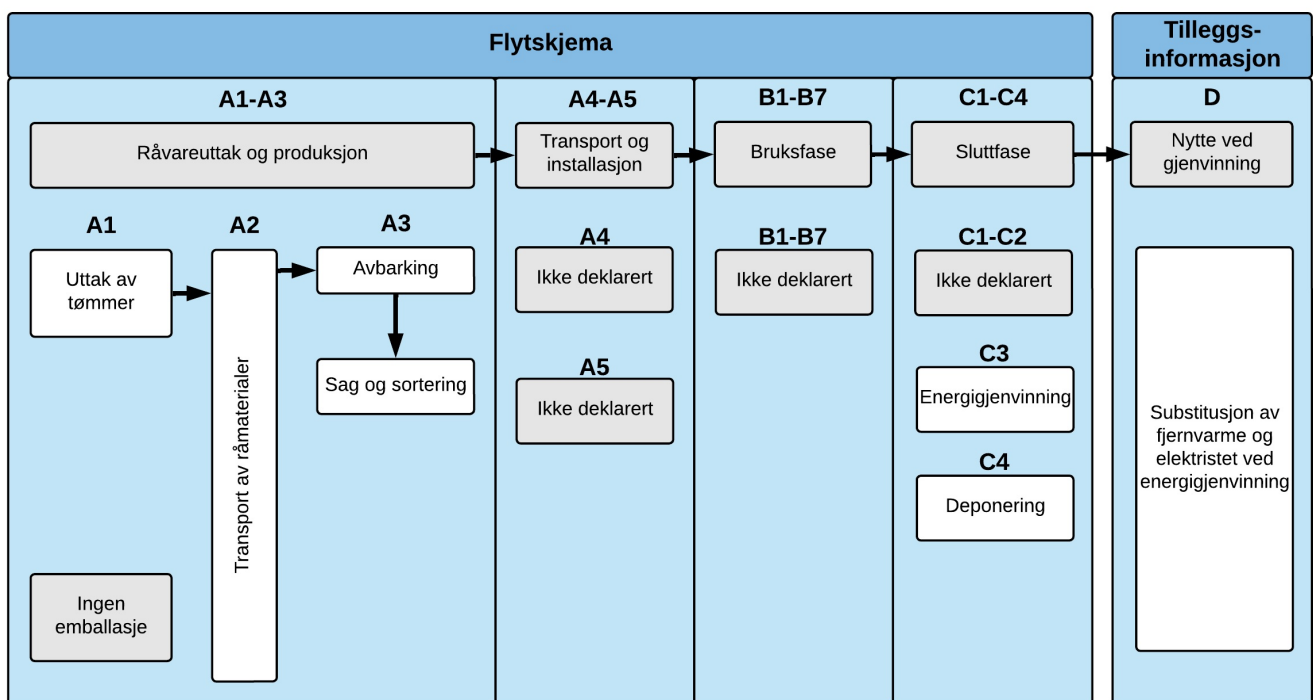 Flytskjema
Tilleggs-
informasjon
A1-A3
A4-A5
B1-B7
C1-C4
D
Råvareuttak og produksjon
Transport og
installasjon
Bruksfase
Sluttfase
Nytte ved
gjenvinning
A1
A2
A3
Uttak av
tømmer
Transport av råmaterialer
Avbarking
Sag og sortering
Ingen
emballasje
A4
Ikke deklarert
A5
Ikke deklarert
B1-B7
Ikke deklarert
C1-C2
Ikke deklarert
C3
Energigjenvinning
C4
Deponering
Substitusjon av
fjernvarme og
elektristet ved
energigjenvinning